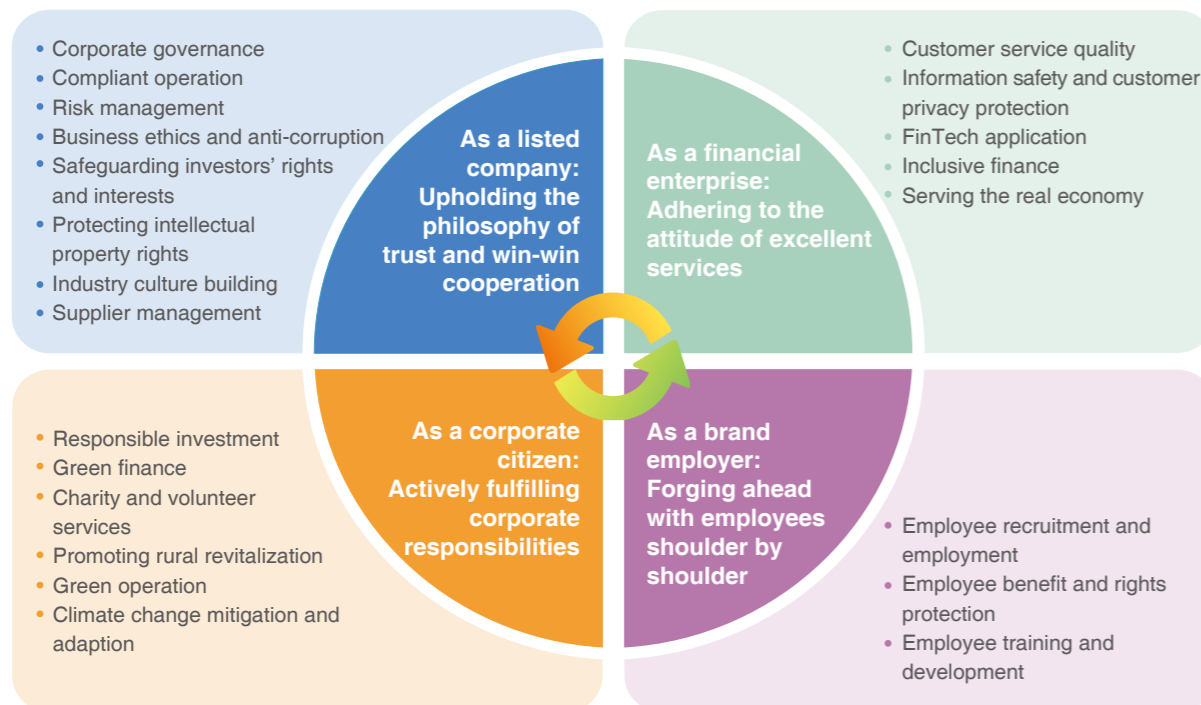 • Corporate governance
• Compliant operation
• Risk management
• Business ethics and anti-corruption
• Safeguarding investors’ rights
and interests
• Protecting intellectual
property rights
• Industry culture building
• Supplier management
As a listed
company:
Upholding the
philosophy of
trust and win-win
cooperation
As a financial
enterprise:
Adhering to the
attitude of excellent
services
• Customer service quality
• Information safety and customer
privacy protection
• FinTech application
• Inclusive finance
• Serving the real economy
• Responsible investment
• Green finance
• Charity and volunteer
services
• Promoting rural revitalization
• Green operation
• Climate change mitigation and
adaption
As a corporate
citizen:
Actively fulfilling
corporate
responsibilities
As a brand
employer:
Forging ahead
with employees
shoulder by
shoulder
• Employee recruitment and
employment
• Employee benefit and rights
protection
• Employee training and
development